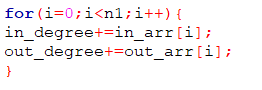 for(i=0;i<n1;i++){
in_degree+=in_arr[i];
out_degree+=out_arr[i];
}